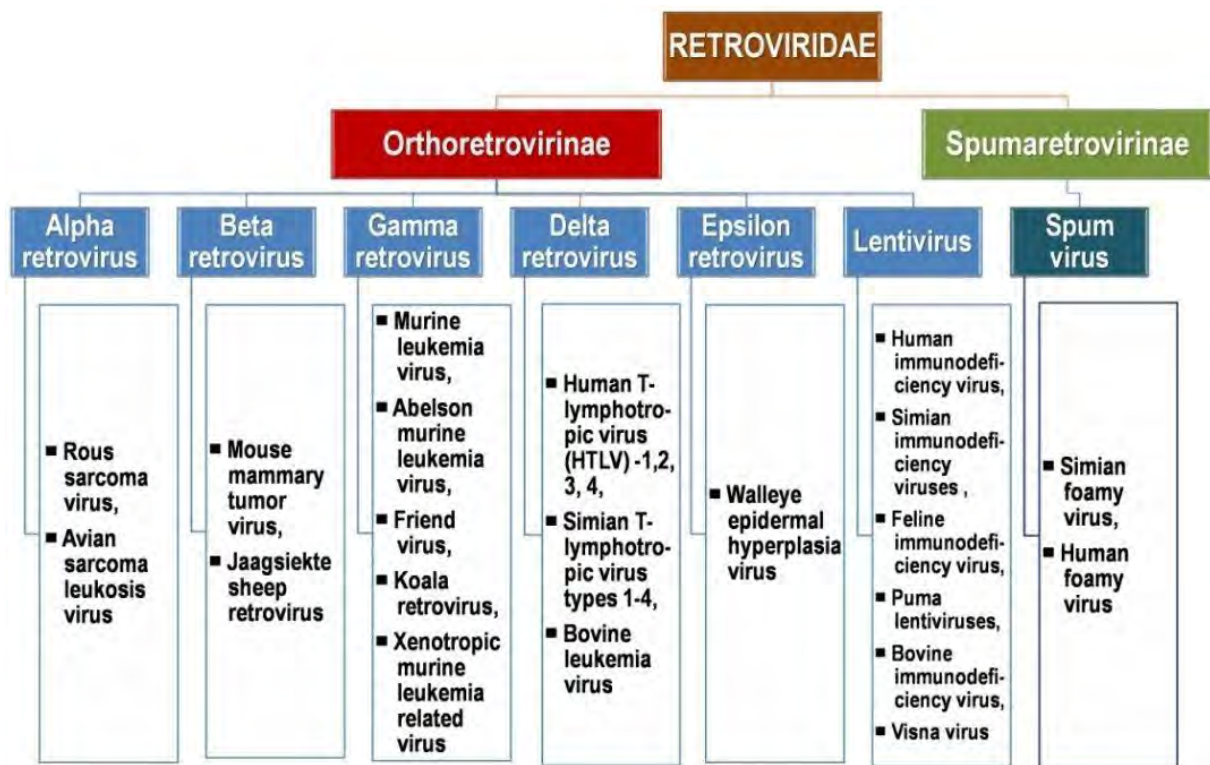 RETROVIRIDAE
Orthoretrovirinae
Spumaretrovirinae
Alpha
retrovirus
Beta
retrovirus
Gamma
retrovirus
Delta
retrovirus
Epsilon
retrovirus
Lentivirus
Spum
virus
▪ Rous
sarcoma
virus,
▪ Avian
sarcoma
leukosis
virus
▪ Mouse
mammary
tumor
virus,
▪ Jaagsiekte
sheep
retrovirus
▪ Murine
leukemia
virus,
▪ Abelson
murine
leukemia
virus,
▪ Friend
virus,
▪ Koala
retrovirus,
▪ Xenotropic
murine
leukemia
related
virus
▪ Human T-
lymphotro-
pic virus
(HTLV) -1,2,
3, 4,
▪ Simian T-
lymphotro-
pic virus
types 1-4,
▪ Bovine
leukemia
virus
▪ Walleye
epidermal
hyperplasia
virus
▪ Human
immunodefi-
ciency virus,
▪ Simian
immunodefi-
ciency
viruses ,
▪ Feline
immunodefi-
ciency virus,
▪ Puma
lentiviruses,
▪ Bovine
immunodefi-
ciency virus,
▪ Visna virus
▪ Simian
foamy
virus,
▪ Human
foamy
virus